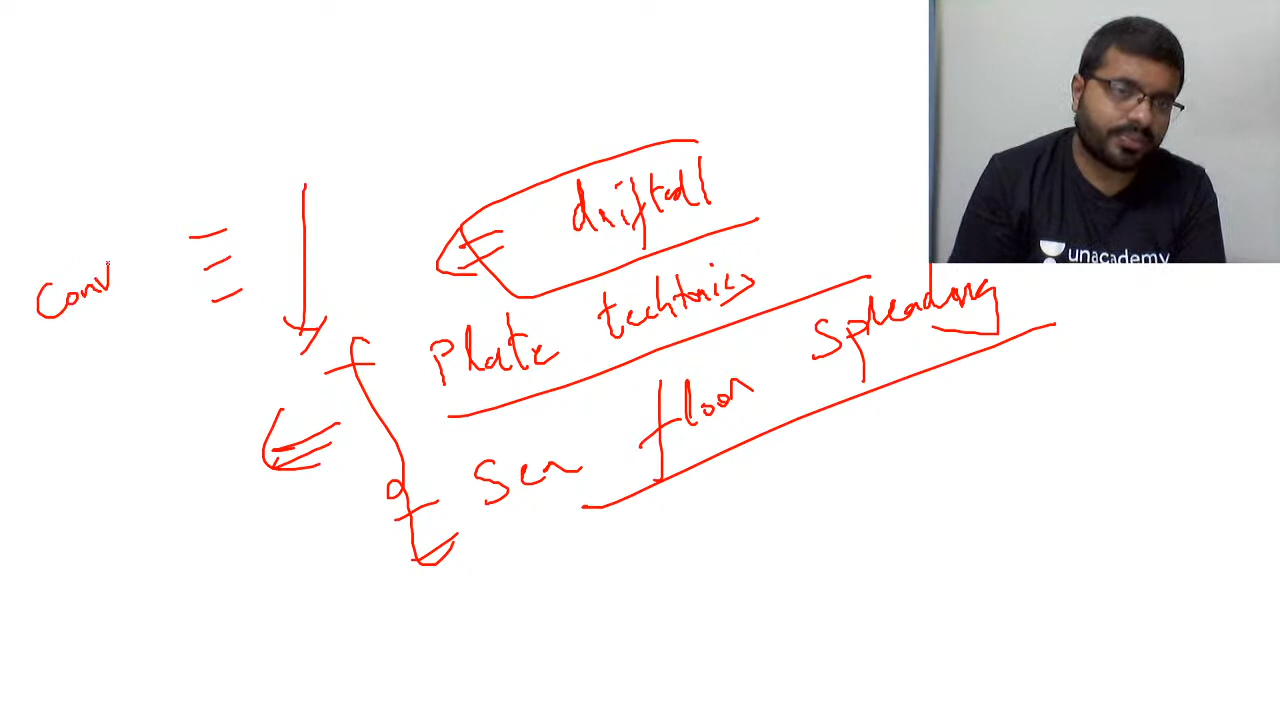 drifted
Conv
Plate techtonics
Sea floor spreading
unacademy